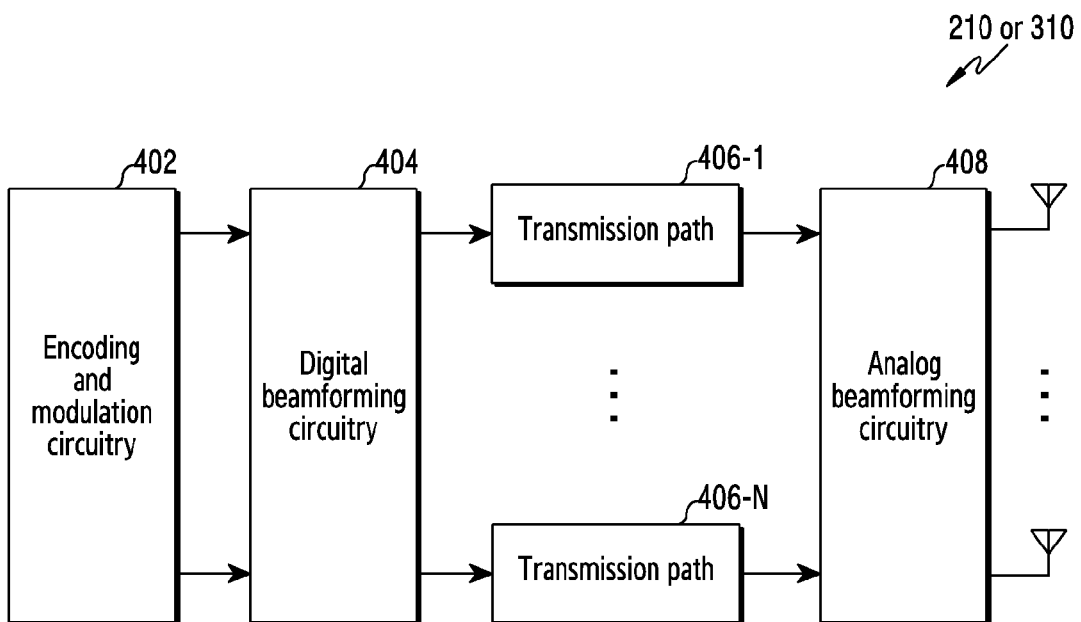 210 or 310
402
404
406-1
408
Transmission path
Encoding
and
modulation
circuitry
Digital
beamforming
circuitry
Analog
beamforming
circuitry
406-N
Transmission path